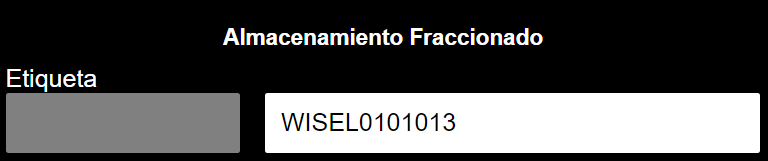 Almacenamiento Fraccionado
Etiqueta
WISEL0101013